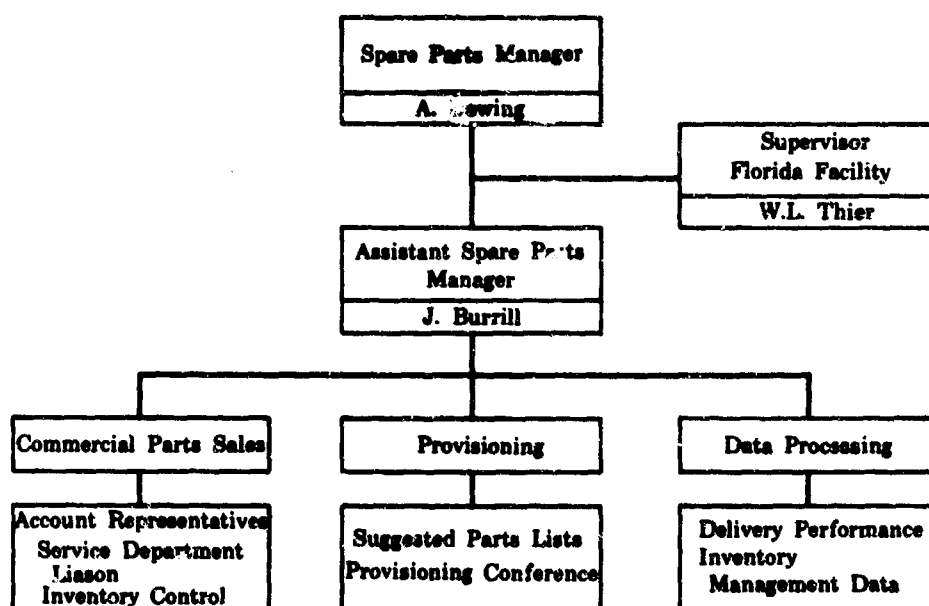 Spare Parts Manager
A.
Supervisor
Florida Facility
W.L. Thier
Assistant Spare Parts
Manager
J. Burrill
Commercial Parts Sales
Provisioning
Data Processing
Account Representatives
Service Department
Liason
Inventory Control
Suggested Parts Lists
Provisioning Conference
Delivery Performance
Inventory
Management Data